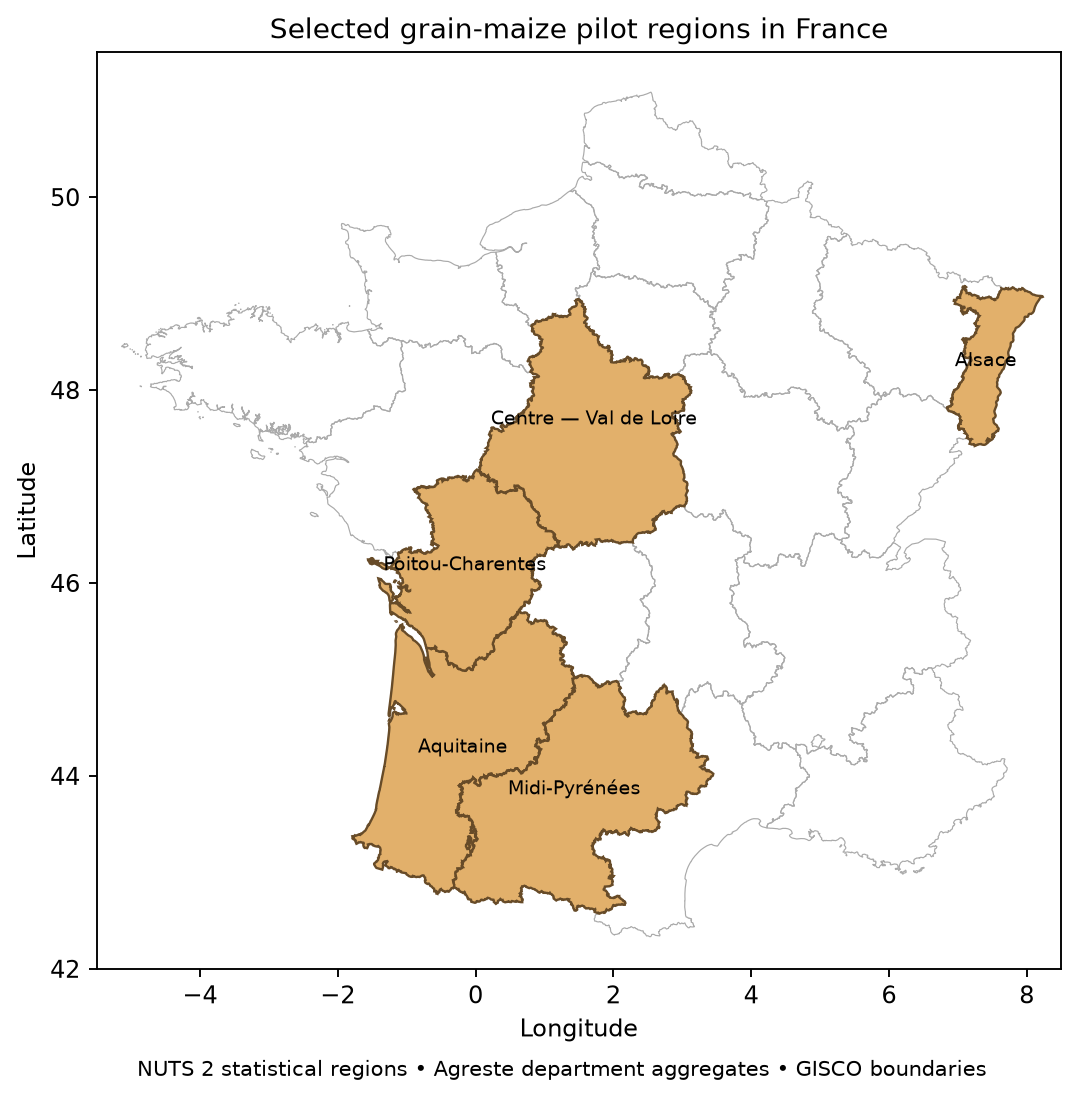 Selected grain-maize pilot regions in France
50
48
46
44
42
Latitude
Alsace
Centre — Val de Loire
Poitou-Charentes
Aquitaine
Midi-Pyrénées
−4 −2 0 2 4 6 8
Longitude
NUTS 2 statistical regions • Agreste department aggregates • GISCO boundaries